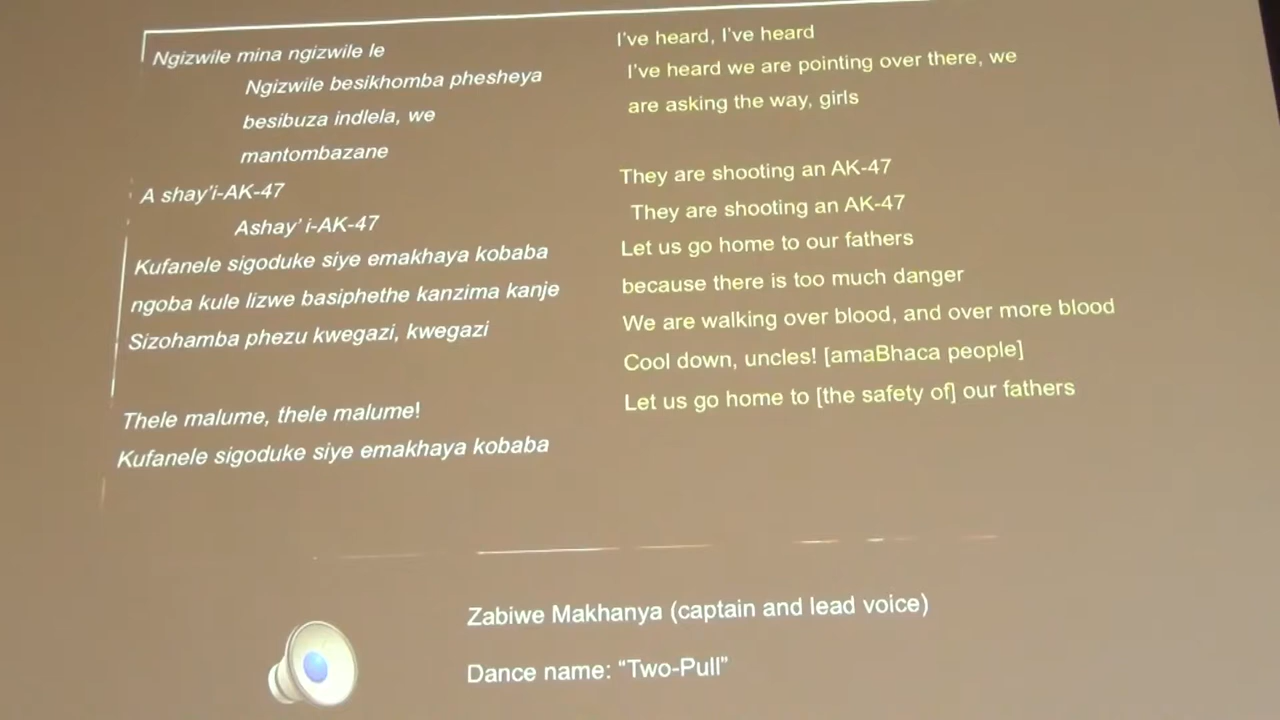 Ngizwile mina ngizwile le
Ngizwile besikhomba phesheya
besibuza indlela, we
mantombazane
A shay'i-AK-47
Ashay' i-AK-47
Kufanele sigoduke siye emakhaya kobaba
ngoba kule lizwe basiphethe kanzima kanje
Sizohamba phezu kwegazi, kwegazi
Thele malume, thele malume!
Kufanele sigoduke siye emakhaya kobaba
I've heard, I've heard
I've heard we are pointing over there, we
are asking the way, girls
They are shooting an AK-47
They are shooting an AK-47
Let us go home to our fathers
because there is too much danger
We are walking over blood, and over more blood
Cool down, uncles! [amaBhaca people]
Let us go home to [the safety of] our fathers
Zabiwe Makhanya (captain and lead voice)
Dance name: “Two-Pull”